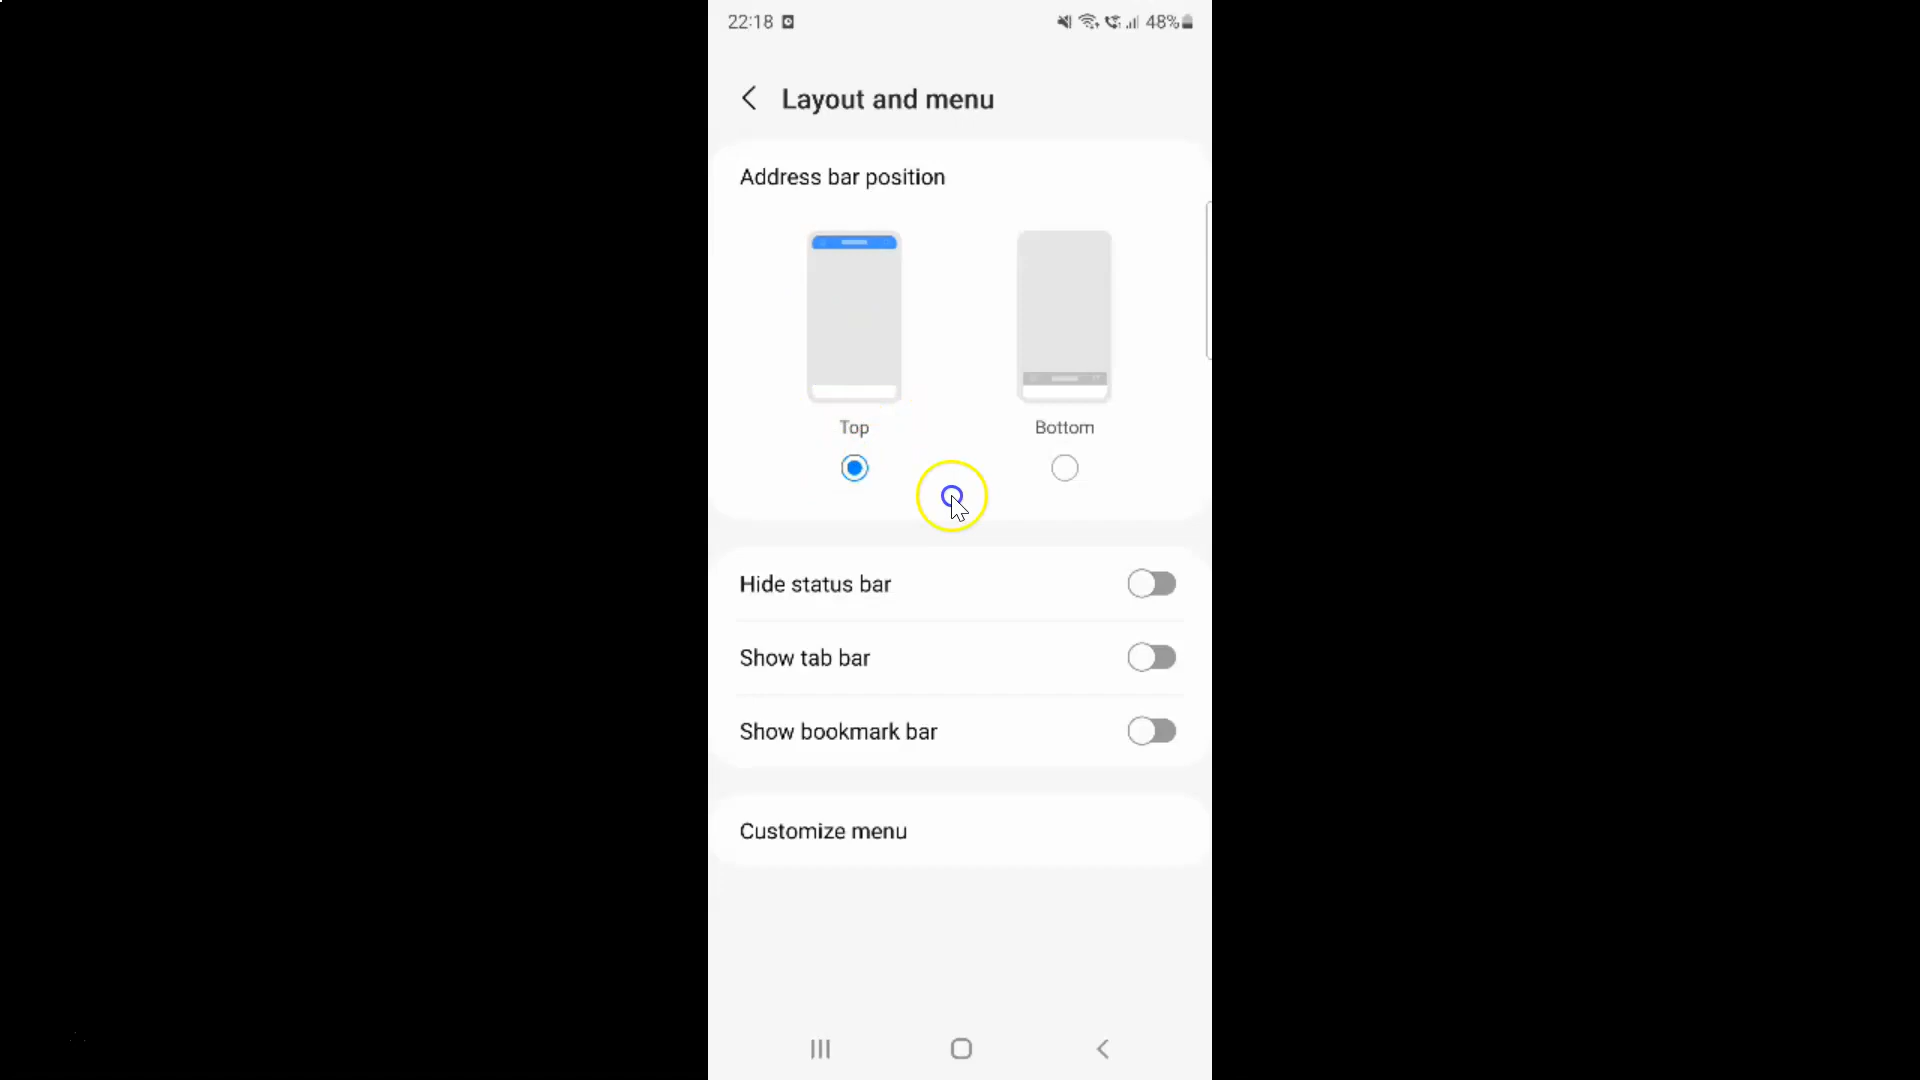 22:18 48%
Layout and menu
Address bar position
Top Bottom
Hide status bar
Show tab bar
Show bookmark bar
Customize menu